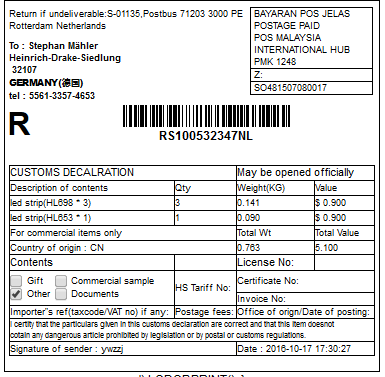 Return if undeliverable:S-01135,Postbus 71203 3000 PE
Rotterdam Netherlands
BAYARAN POS JELAS
POSTAGE PAID
POS MALAYSIA
INTERNATIONAL HUB
PMK 1248
Z:
SO481507080017
To : Stephan Mähler
Heinrich-Drake-Siedlung
32107
GERMANY(德国)
tel : 5561-3357-4653
R
RS100532347NL
CUSTOMS DECALRATION May be opened officially
Description of contents Qty Weight(KG) Value
led strip(HL698 * 3) 3 0.141 $ 0.900
led strip(HL653 * 1) 1 0.090 $ 0.900
For commercial items only Total Wt Total Value
Country of origin : CN 0.763 5.100
Contents License No:
Gift Commercial sample HS Tariff No: Certificate No:
Other Documents Invoice No:
Importer's ref(taxcode/VAT no) if any: Postage fees: Office of orign/Date of posting:
I certify that the particulars given in this customs declaration are correct and that this item doesnot
cotain any dangerous article prohibited by legislation or by postal or customs regulations.
Signature of sender : ywzzj Date : 2016-10-17 17:30:27